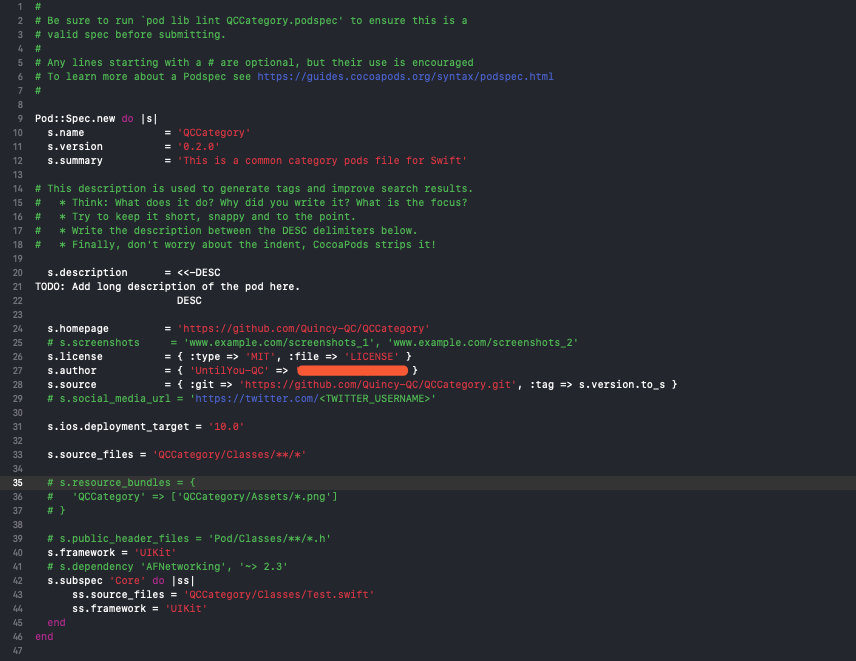 1 #
2 # Be sure to run `pod lib lint QCCategory.podspec' to ensure this is a
3 # valid spec before submitting.
4 #
5 # Any lines starting with a # are optional, but their use is encouraged
6 # To learn more about a Podspec see https://guides.cocoapods.org/syntax/podspec.html
7 #
8
9 Pod::Spec.new do |s|
10   s.name             = 'QCCategory'
11   s.version          = '0.2.0'
12   s.summary          = 'This is a common category pods file for Swift'
13
14 # This description is used to generate tags and improve search results.
15 #   * Think: What does it do? Why did you write it? What is the focus?
16 #   * Try to keep it short, snappy and to the point.
17 #   * Write the description between the DESC delimiters below.
18 #   * Finally, don't worry about the indent, CocoaPods strips it!
19
20   s.description      = <<-DESC
21 TODO: Add long description of the pod here.
22                        DESC
23
24   s.homepage         = 'https://github.com/Quincy-QC/QCCategory'
25   # s.screenshots     = 'www.example.com/screenshots_1', 'www.example.com/screenshots_2'
26   s.license          = { :type => 'MIT', :file => 'LICENSE' }
27   s.author           = { 'UntilYou-QC' => }
28   s.source           = { :git => 'https://github.com/Quincy-QC/QCCategory.git', :tag => s.version.to_s }
29   # s.social_media_url = 'https://twitter.com/<TWITTER_USERNAME>'
30
31   s.ios.deployment_target = '10.0'
32
33   s.source_files = 'QCCategory/Classes/**/*'
34
35   # s.resource_bundles = {
36   #   'QCCategory' => ['QCCategory/Assets/*.png']
37   # }
38
39   # s.public_header_files = 'Pod/Classes/**/*.h'
40   s.framework = 'UIKit'
41   # s.dependency 'AFNetworking', '~> 2.3'
42   s.subspec 'Core' do |ss|
43       ss.source_files = 'QCCategory/Classes/Test.swift'
44       ss.framework = 'UIKit'
45   end
46 end
47